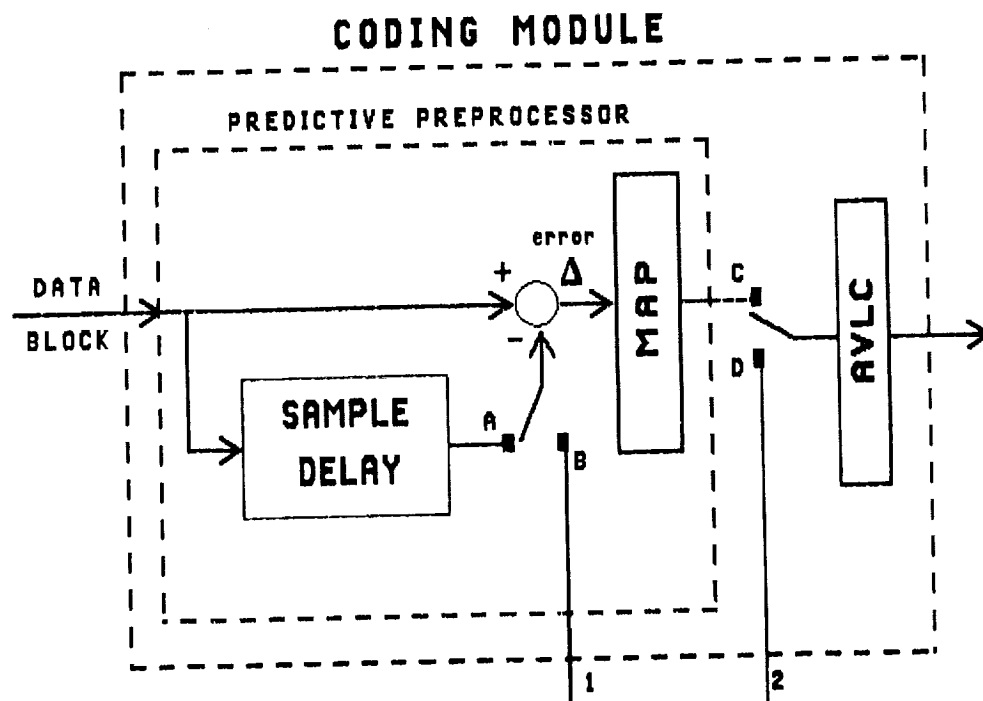 CODING MODULE
PREDICTIVE PREPROCESSOR
error
Δ
+
-
DATA
BLOCK
MAP
C
D
AVLC
SAMPLE
DELAY
A
B
1
2